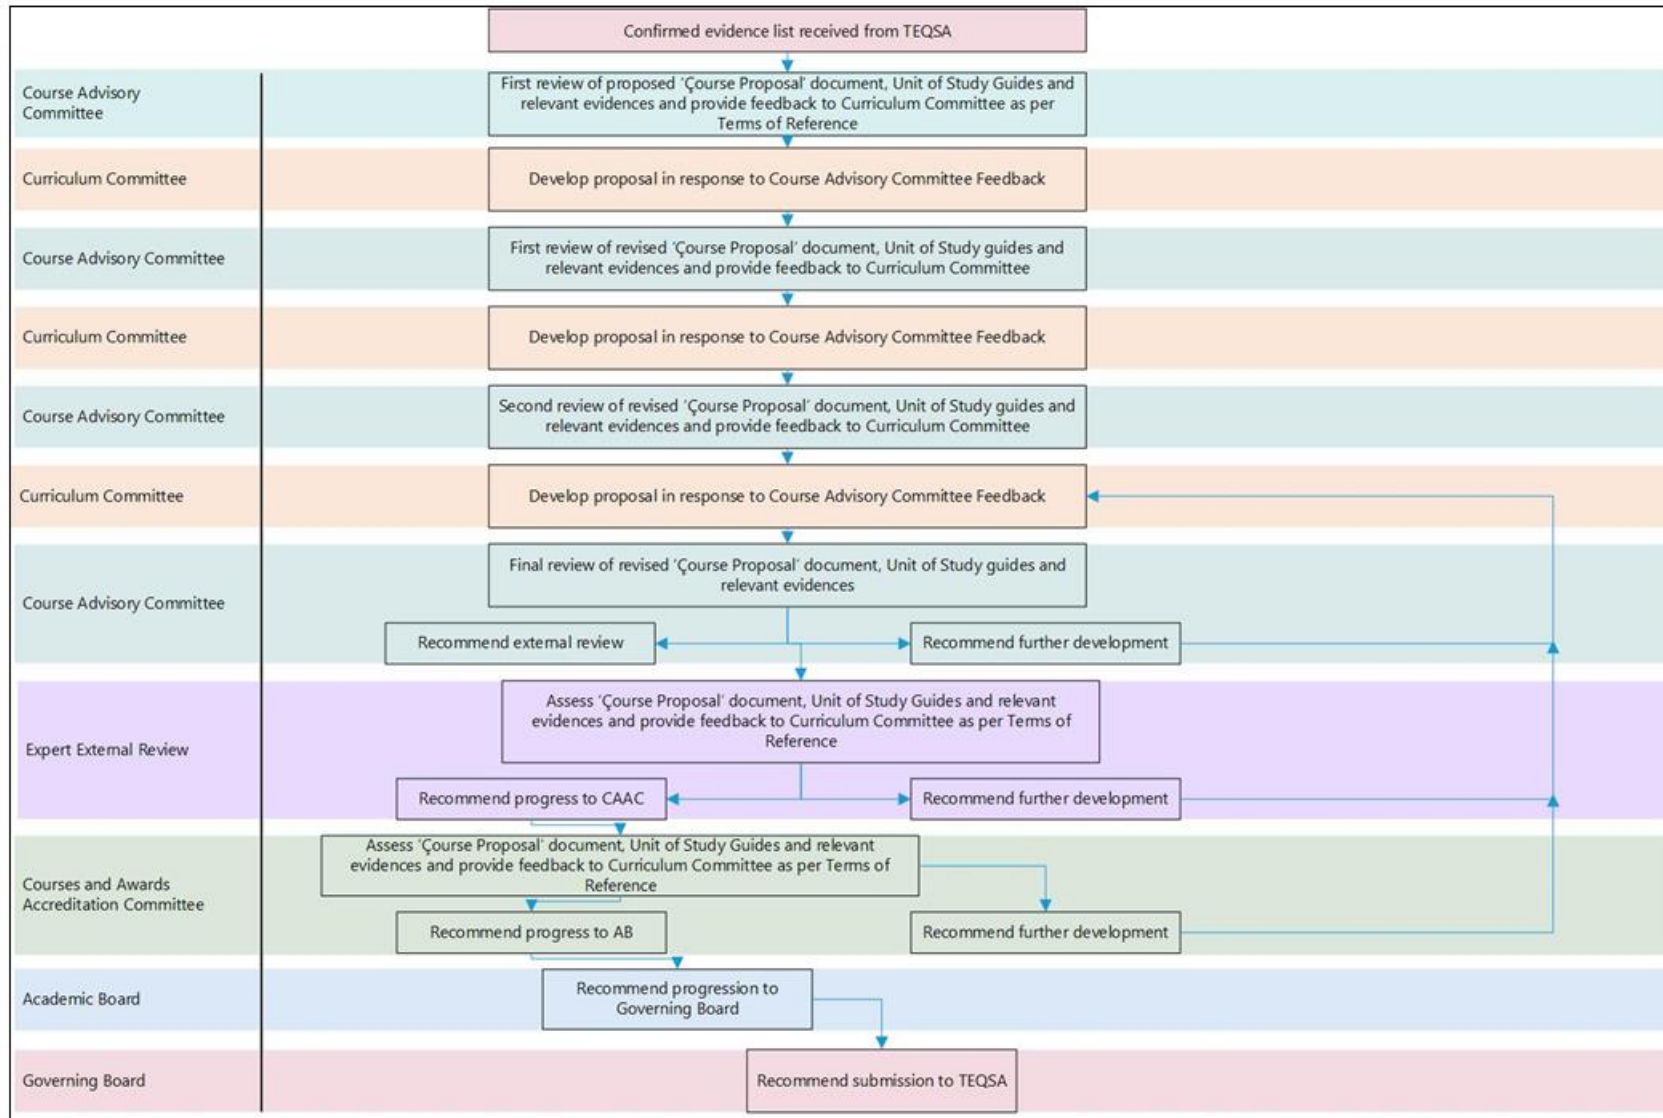 Confirmed evidence list received from TEQSA
Course Advisory
Committee
First review of proposed ‘Çourse Proposal’ document, Unit of Study Guides and
relevant evidences and provide feedback to Curriculum Committee as per
Terms of Reference
Curriculum Committee
Develop proposal in response to Course Advisory Committee Feedback
Course Advisory Committee
First review of revised ‘Çourse Proposal’ document, Unit of Study guides and
relevant evidences and provide feedback to Curriculum Committee
Curriculum Committee
Develop proposal in response to Course Advisory Committee Feedback
Course Advisory Committee
Second review of revised ‘Çourse Proposal’ document, Unit of Study guides and
relevant evidences and provide feedback to Curriculum Committee
Curriculum Committee
Develop proposal in response to Course Advisory Committee Feedback
Course Advisory Committee
Final review of revised ‘Çourse Proposal’ document, Unit of Study guides and
relevant evidences
Recommend external review
Recommend further development
Expert External Review
Assess ‘Çourse Proposal’ document, Unit of Study Guides and relevant
evidences and provide feedback to Curriculum Committee as per Terms of
Reference
Recommend progress to CAAC
Recommend further development
Courses and Awards
Accreditation Committee
Assess ‘Çourse Proposal’ document, Unit of Study Guides and relevant
evidences and provide feedback to Curriculum Committee as per Terms of
Reference
Recommend progress to AB
Recommend further development
Academic Board
Recommend progression to
Governing Board
Governing Board
Recommend submission to TEQSA